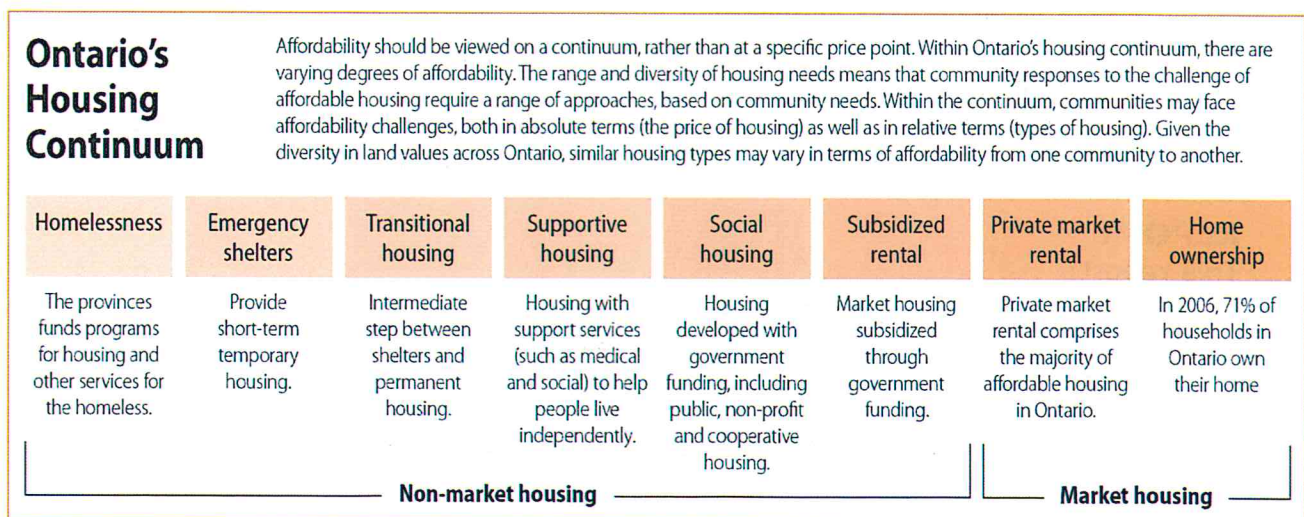 Ontario's
Housing
Continuum
Affordability should be viewed on a continuum, rather than at a specific price point. Within Ontario's housing continuum, there are
varying degrees of affordability. The range and diversity of housing needs means that community responses to the challenge of
affordable housing require a range of approaches, based on community needs. Within the continuum, communities may face
affordability challenges, both in absolute terms (the price of housing) as well as in relative terms (types of housing). Given the
diversity in land values across Ontario, similar housing types may vary in terms of affordability from one community to another.
Homelessness
The provinces
funds programs
for housing and
other services for
the homeless.
Emergency
shelters
Provide
short-term
temporary
housing.
Transitional
housing
Intermediate
step between
shelters and
permanent
housing.
Supportive
housing
Housing with
support services
(such as medical
and social) to help
people live
independently.
Social
housing
Housing
developed with
government
funding, including
public, non-profit
and cooperative
housing.
Subsidized
rental
Market housing
subsidized
through
government
funding.
Private market
rental
Private market
rental comprises
the majority of
affordable housing
in Ontario.
Home
ownership
In 2006, 71% of
households in
Ontario own
their home
Non-market housing
Market housing